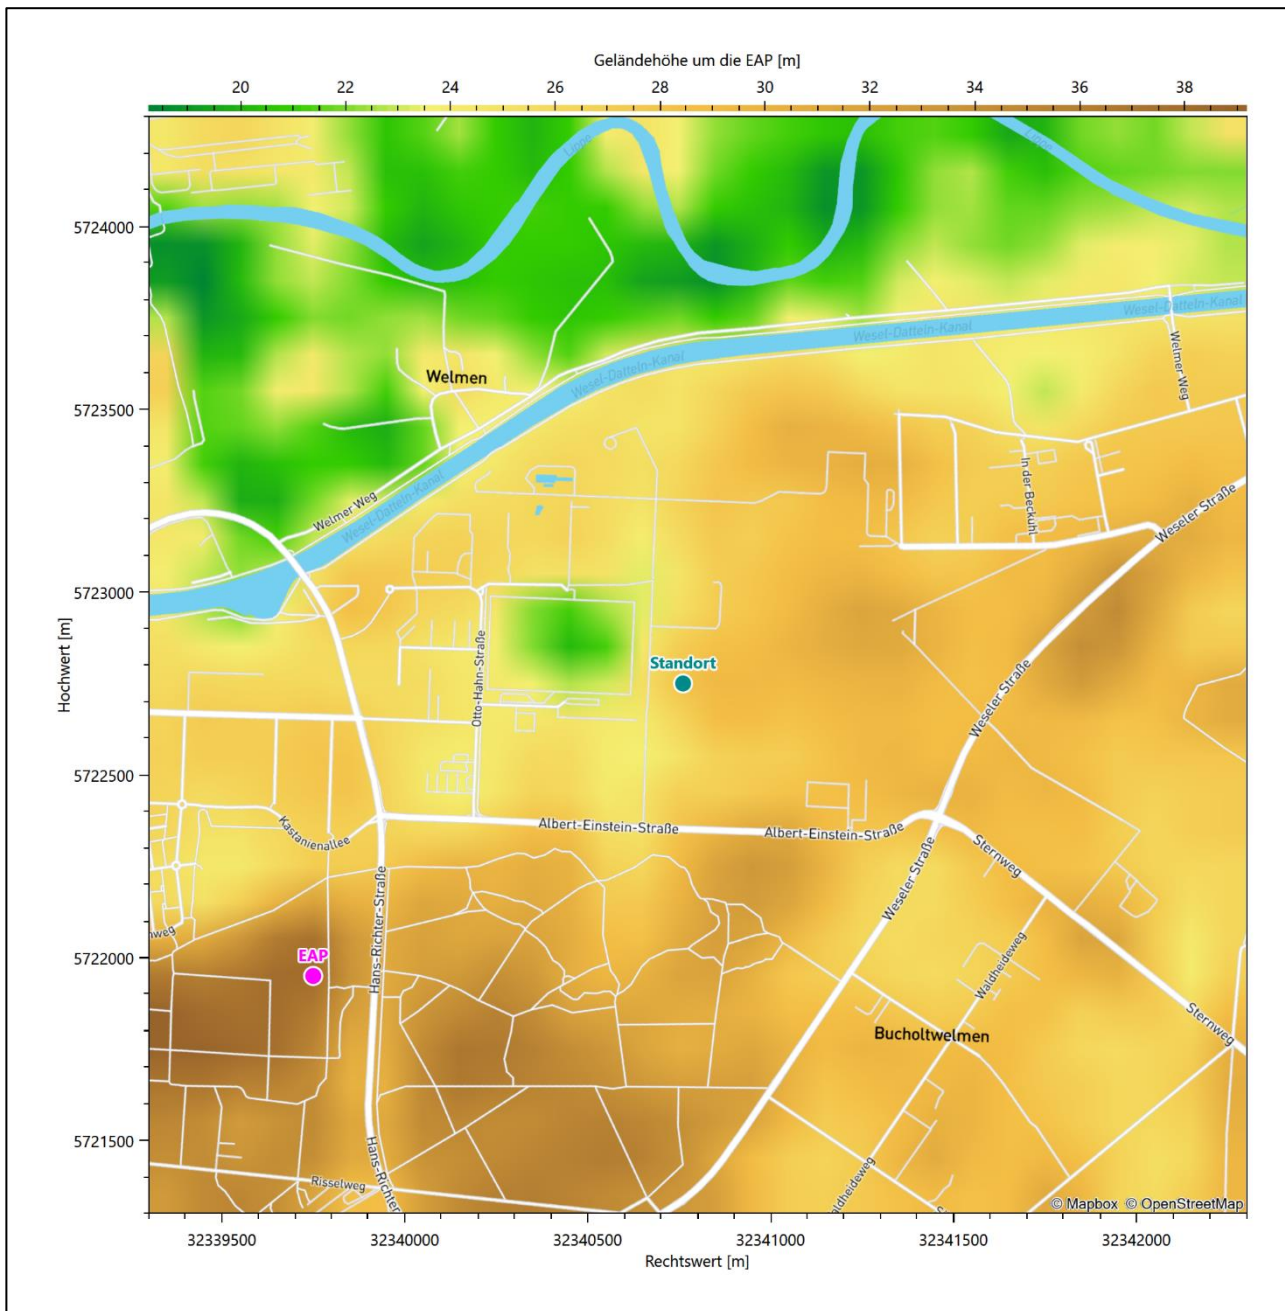 Geländehöhe um die EAP [m]
20 22 24 26 28 30 32 34 36 38
Lippe
Lippe
5724000
Wesel-Datteln-Kanal
Wesel-Datteln-Kanal
Welmer Weg
Wesel-Datteln-Kanal
Welmen
5723500
In der Beckuhl
Weseler Straße
Welmer Weg
Wesel-Datteln-Kanal
5723000
Otto-Hahn-Straße
Standort
Weseler Straße
Hochwert [m]
5722500
Kastanienallee
Albert-Einstein-Straße
Albert-Einstein-Straße
Sternweg
Weseler Straße
Hans-Richter-Straße
nweg
EAP
5722000
Waldheideweg
Sternweg
Bucholtwelmen
5721500
Hans-Richter
Risselweg
aldheideweg
© Mapbox © OpenStreetMap
32339500 32340000 32340500 32341000 32341500 32342000
Rechtswert [m]